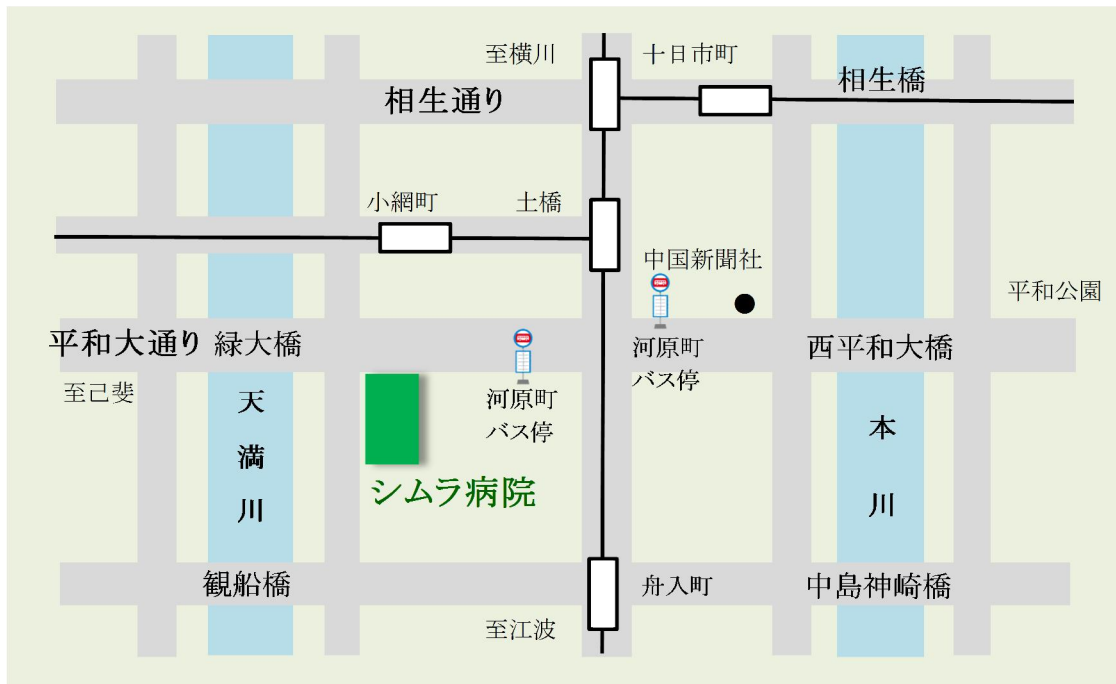 至横川
十日市町
相生橋
相生通り
小網町
土橋
中国新聞社
平和公園
平和大通り
緑大橋
河原町
バス停
西平和大橋
至己斐
河原町
バス停
天満川
本川
シムラ病院
観船橋
舟入町
中島神崎橋
至江波